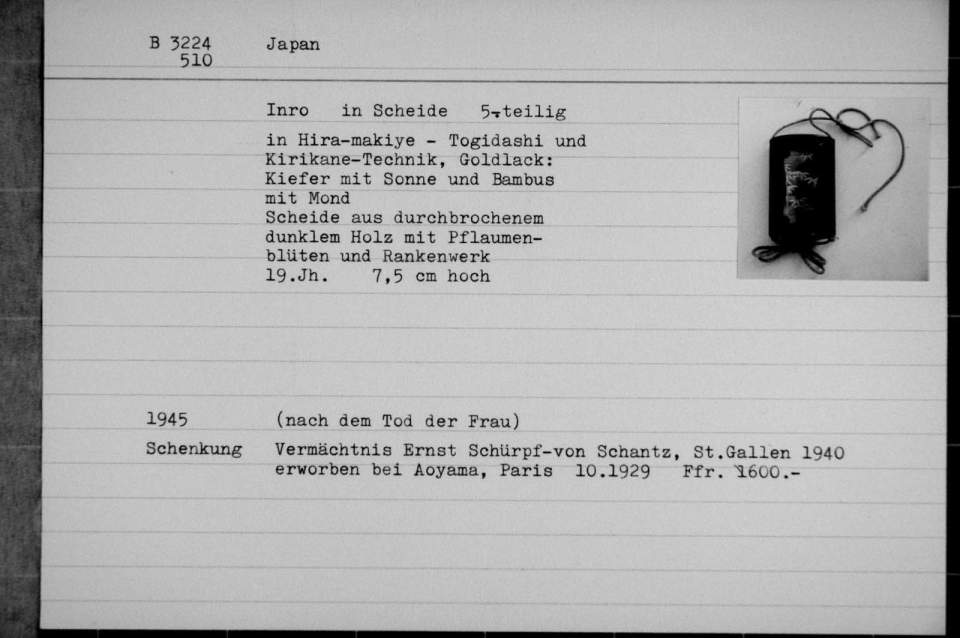 B 3224 Japan
510
Inro in Scheide 5-teilig
in Hira-makiye - Togidashi und
Kirikane-Technik, Goldlack:
Kiefer mit Sonne und Bambus
mit Mond
Scheide aus durchbrochenem
dunklem Holz mit Pflaumen-
blüten und Rankenwerk
19.Jh. 7,5 cm hoch
1945 (nach dem Tod der Frau)
Schenkung Vermächtnis Ernst Schürpf-von Schantz, St.Gallen 1940
erworben bei Aoyama, Paris 10.1929 Ffr. 1600.-